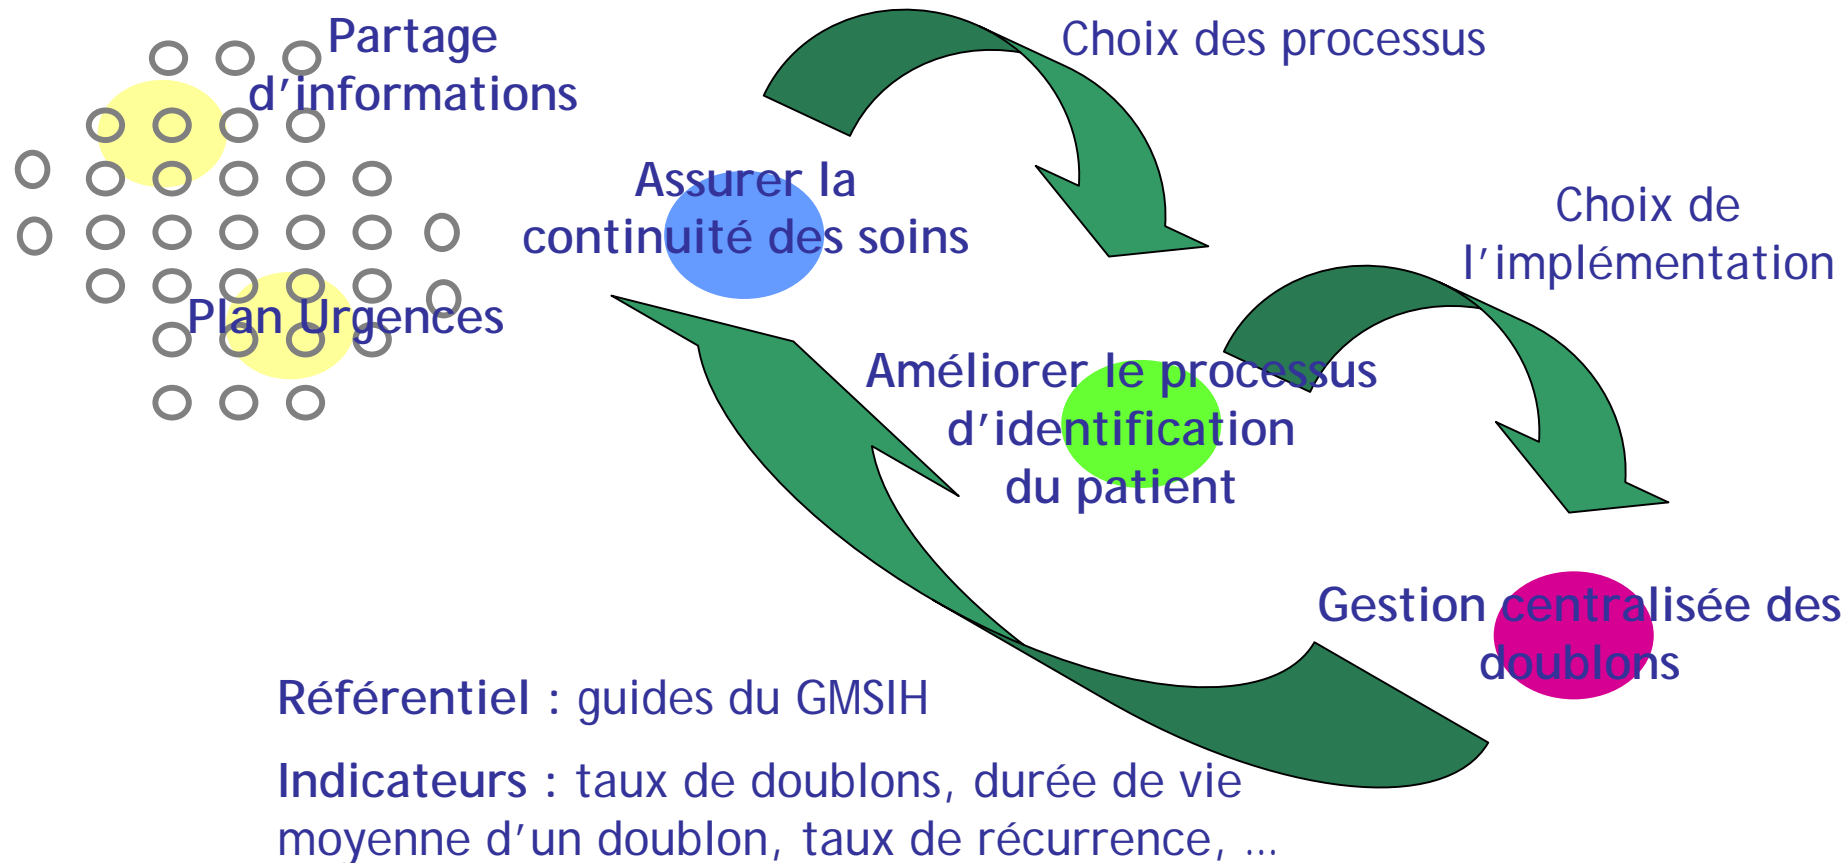 Partage
d'informations
Plan Urgences
Choix des processus
Assurer la
continuité des soins
Choix de
l'implémentation
Améliorer le processus
d'identification
du patient
Gestion centralisée des
doublons
Référentiel : guides du GMSIH
Indicateurs : taux de doublons, durée de vie
moyenne d'un doublon, taux de récurrence, ...